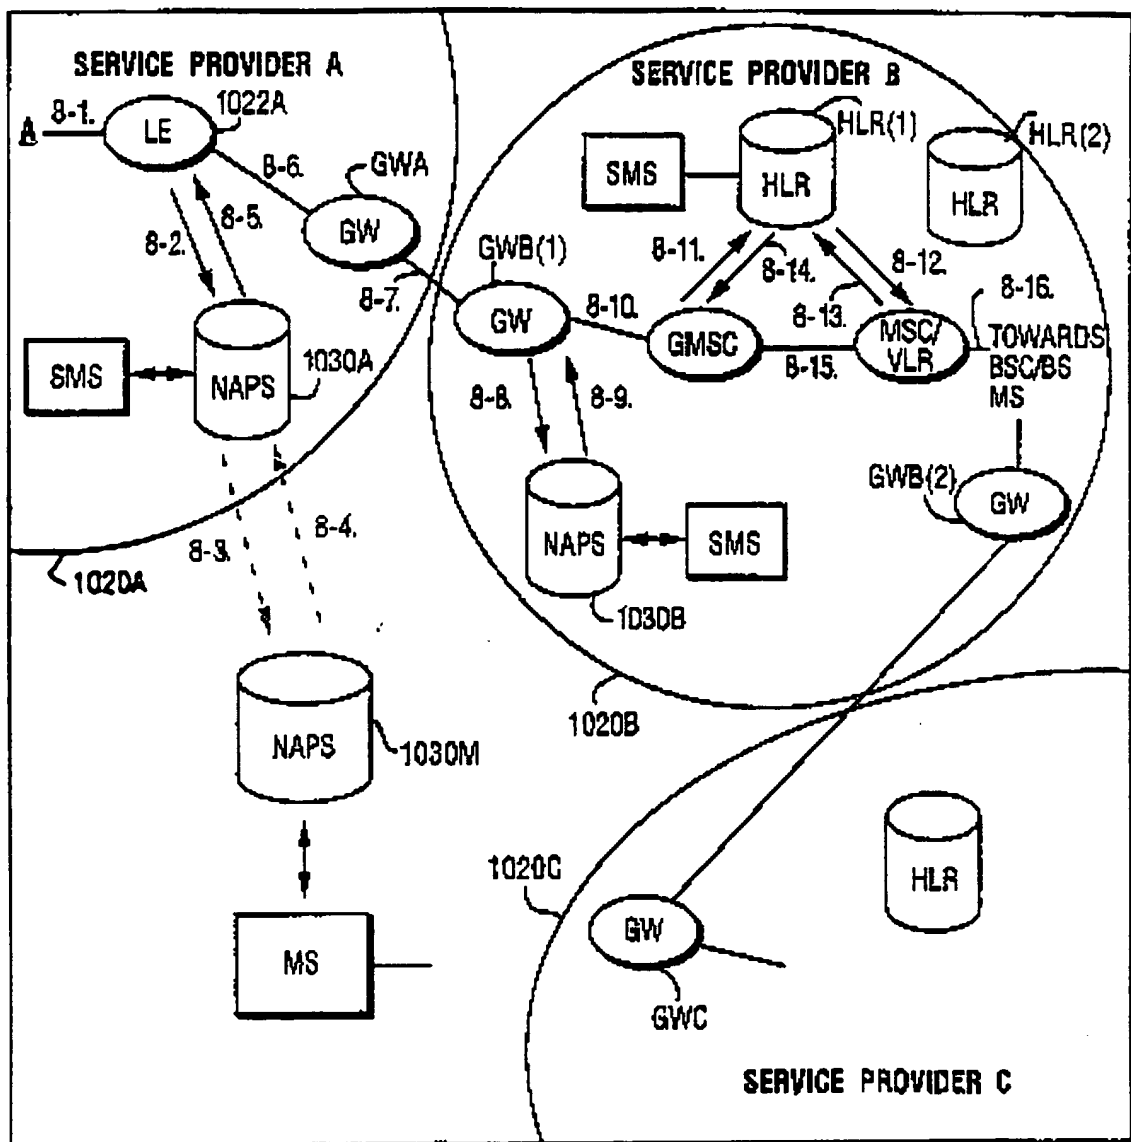 SERVICE PROVIDER A
A
8-1.
LE
1022A
8-6.
GWA
GW
8-2.
8-5.
8-7.
SMS
NAPS
1030A
8-3.
8-4.
1020A
NAPS
1030M
MS
SERVICE PROVIDER B
SMS
HLR
HLR(1)
HLR(2)
HLR
8-11.
8-14.
8-12.
8-13.
8-16.
GWB(1)
GW
8-10.
GMSC
8-15.
MSC/
VLR
TOWARDS
BSC/BS
MS
8-8.
8-9.
GWB(2)
GW
NAPS
SMS
1030B
1020B
1020C
HLR
GW
GWC
SERVICE PROVIDER C